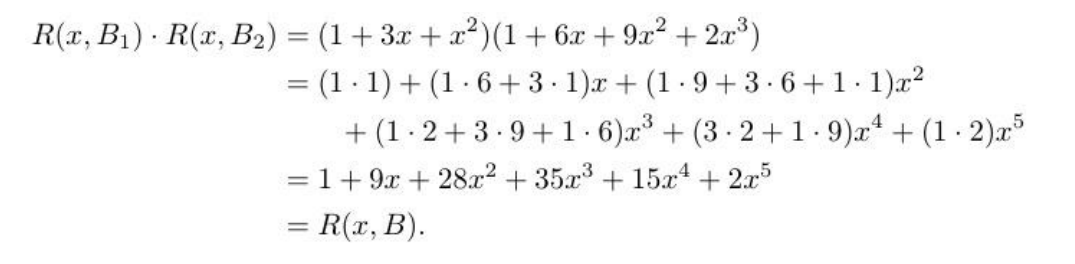 R(x, B₁) · R(x, B₂) = (1 + 3x + x²)(1 + 6x + 9x² + 2x³)
= (1 · 1) + (1 · 6 + 3 · 1)x + (1 · 9 + 3 · 6 + 1 · 1)x²
+ (1 · 2 + 3 · 9 + 1 · 6)x³ + (3 · 2 + 1 · 9)x⁴ + (1 · 2)x⁵
= 1 + 9x + 28x² + 35x³ + 15x⁴ + 2x⁵
= R(x, B).